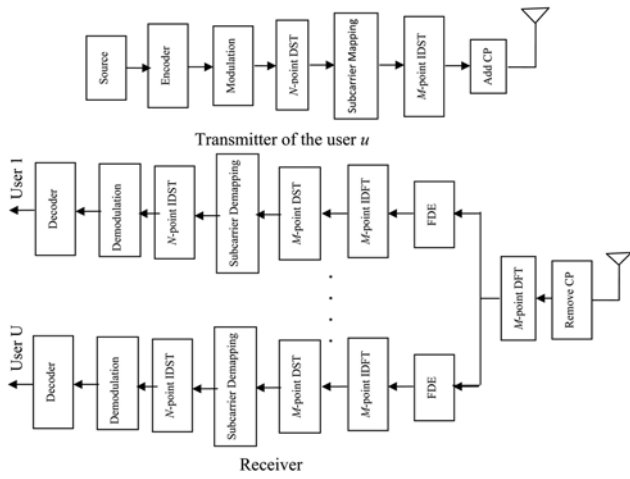 Source
Encoder
Modulation
N-point DST
Subcarrier Mapping
M-point IDST
Add CP
Transmitter of the user u
User 1
Decoder
Demodulation
N-point IDST
Subcarrier Demapping
M-point DST
M-point IDFT
FDE
User U
Decoder
Demodulation
N-point IDST
Subcarrier Demapping
M-point DST
M-point IDFT
FDE
M-point DFT
Remove CP
Receiver